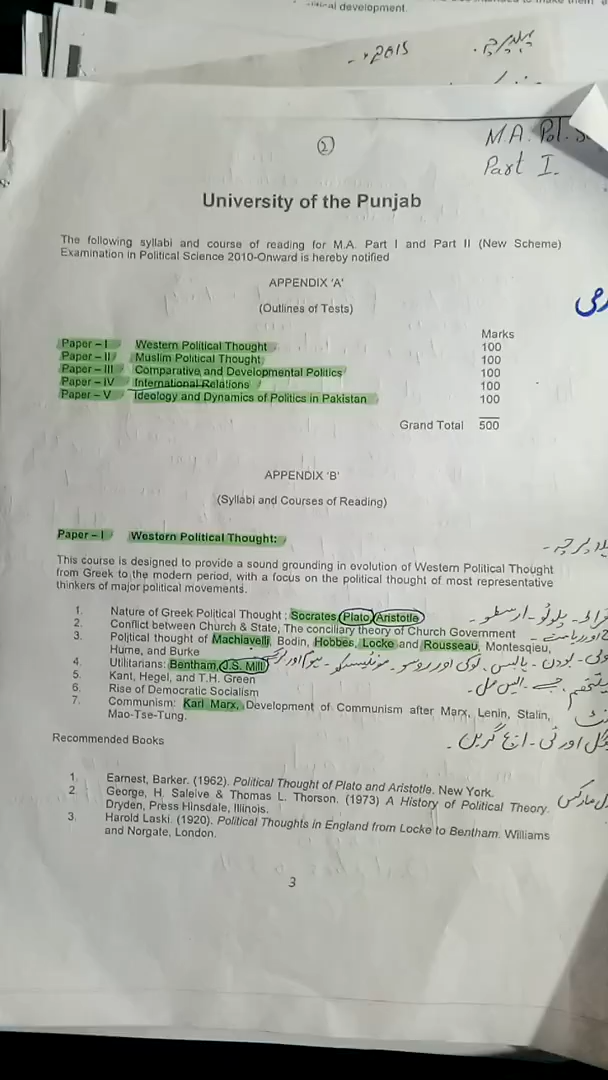 al development.
2015
M.A. Pol.
Part I.
2
University of the Punjab
The following syllabi and course of reading for M.A. Part I and Part II (New Scheme)
Examination in Political Science 2010-Onward is hereby notified
APPENDIX 'A'
(Outlines of Tests)
Marks
Paper – I Western Political Thought 100
Paper – II Muslim Political Thought 100
Paper – III Comparative and Developmental Politics 100
Paper – IV International Relations 100
Paper – V Ideology and Dynamics of Politics in Pakistan 100
Grand Total 500
APPENDIX 'B'
(Syllabi and Courses of Reading)
Paper – I Western Political Thought:
This course is designed to provide a sound grounding in evolution of Western Political Thought
from Greek to the modern period, with a focus on the political thought of most representative
thinkers of major political movements.
1. Nature of Greek Political Thought : Socrates, Plato, Aristotle
پلوٹو - ارسطو -
2. Conflict between Church & State, The conciliary theory of Church Government
3. Political thought of Machiavelli, Bodin, Hobbes, Locke and Rousseau, Montesquieu,
Hume, and Burke
4. Utilitarians: Bentham, J.S. Mill
5. Kant, Hegel, and T.H. Green
6. Rise of Democratic Socialism
7. Communism: Karl Marx, Development of Communism after Marx, Lenin, Stalin,
Mao-Tse-Tung.
Recommended Books
1. Earnest, Barker. (1962). Political Thought of Plato and Aristotle. New York.
2 George, H. Saleive & Thomas L. Thorson. (1973) A History of Political Theory.
Dryden, Press Hinsdale, Illinois.
3. Harold Laski. (1920). Political Thoughts in England from Locke to Bentham. Williams
and Norgate, London.
3